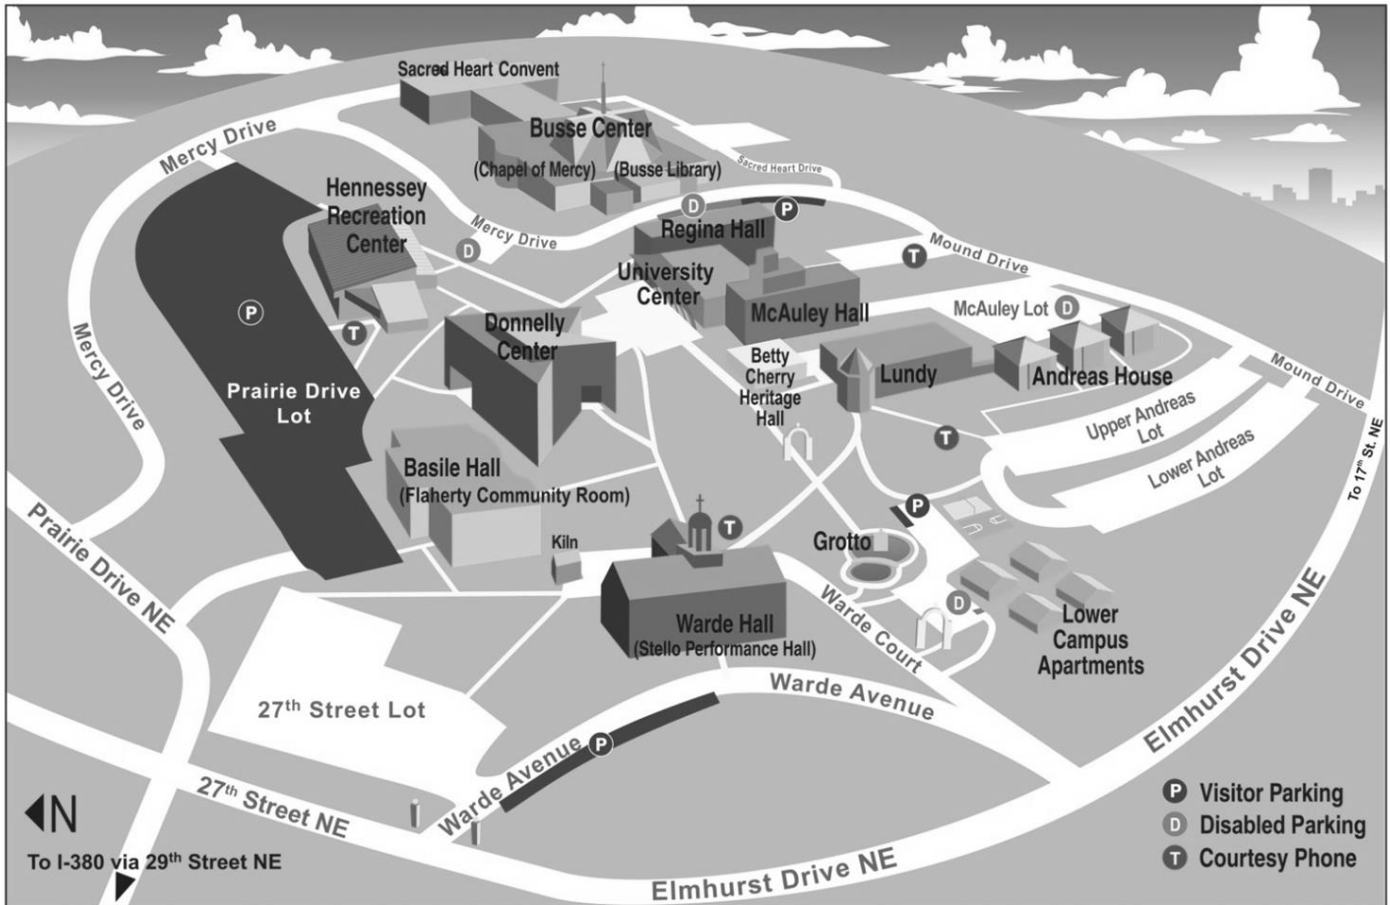 Sacred Heart Convent
Busse Center
(Chapel of Mercy)
(Busse Library)
Mercy Drive
Sacred Heart Drive
Hennessey
Recreation
Center
D
P
Mercy Drive
D
Regina Hall
Mound Drive
T
University
Center
McAuley Hall
McAuley Lot
D
P
T
Mercy Drive
Donnelly
Center
Betty
Cherry
Heritage
Hall
Lundy
Andreas House
Mound Drive
Prairie Drive
Lot
Upper Andreas
Lot
T
Lower Andreas
Lot
To 17th St. NE
Basile Hall
(Flaherty Community Room)
P
Prairie Drive NE
T
Kiln
Grotto
Warde Hall
(Stello Performance Hall)
Warde Court
D
Lower
Campus
Apartments
27th Street Lot
Warde Avenue
Elmhurst Drive NE
P
Warde Avenue
27th Street NE
N
To I-380 via 29th Street NE
Elmhurst Drive NE
P Visitor Parking
D Disabled Parking
T Courtesy Phone